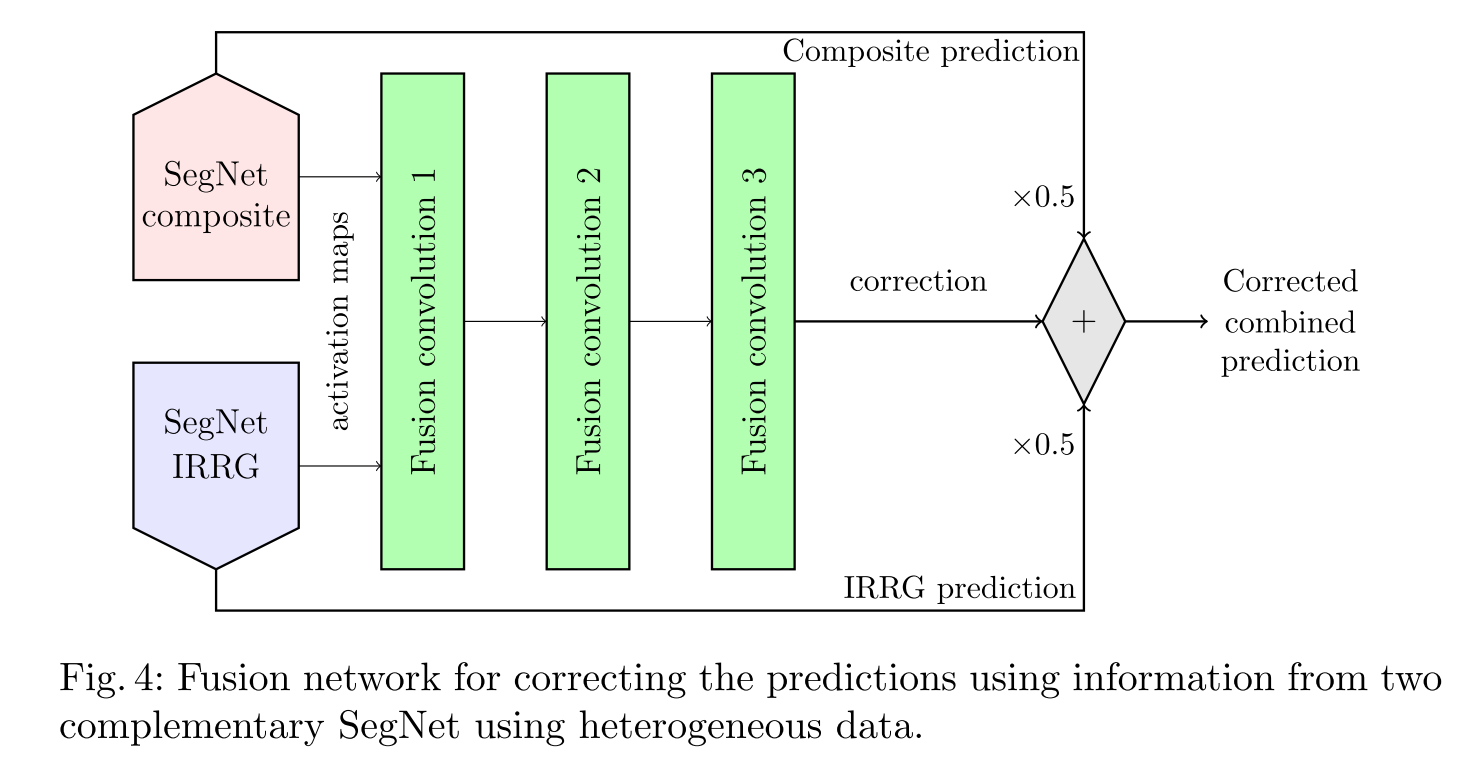 Composite prediction
SegNet
composite
activation maps
Fusion convolution 1
Fusion convolution 2
Fusion convolution 3
×0.5
correction
+
Corrected
combined
prediction
SegNet
IRRG
×0.5
IRRG prediction
Fig. 4: Fusion network for correcting the predictions using information from two
complementary SegNet using heterogeneous data.